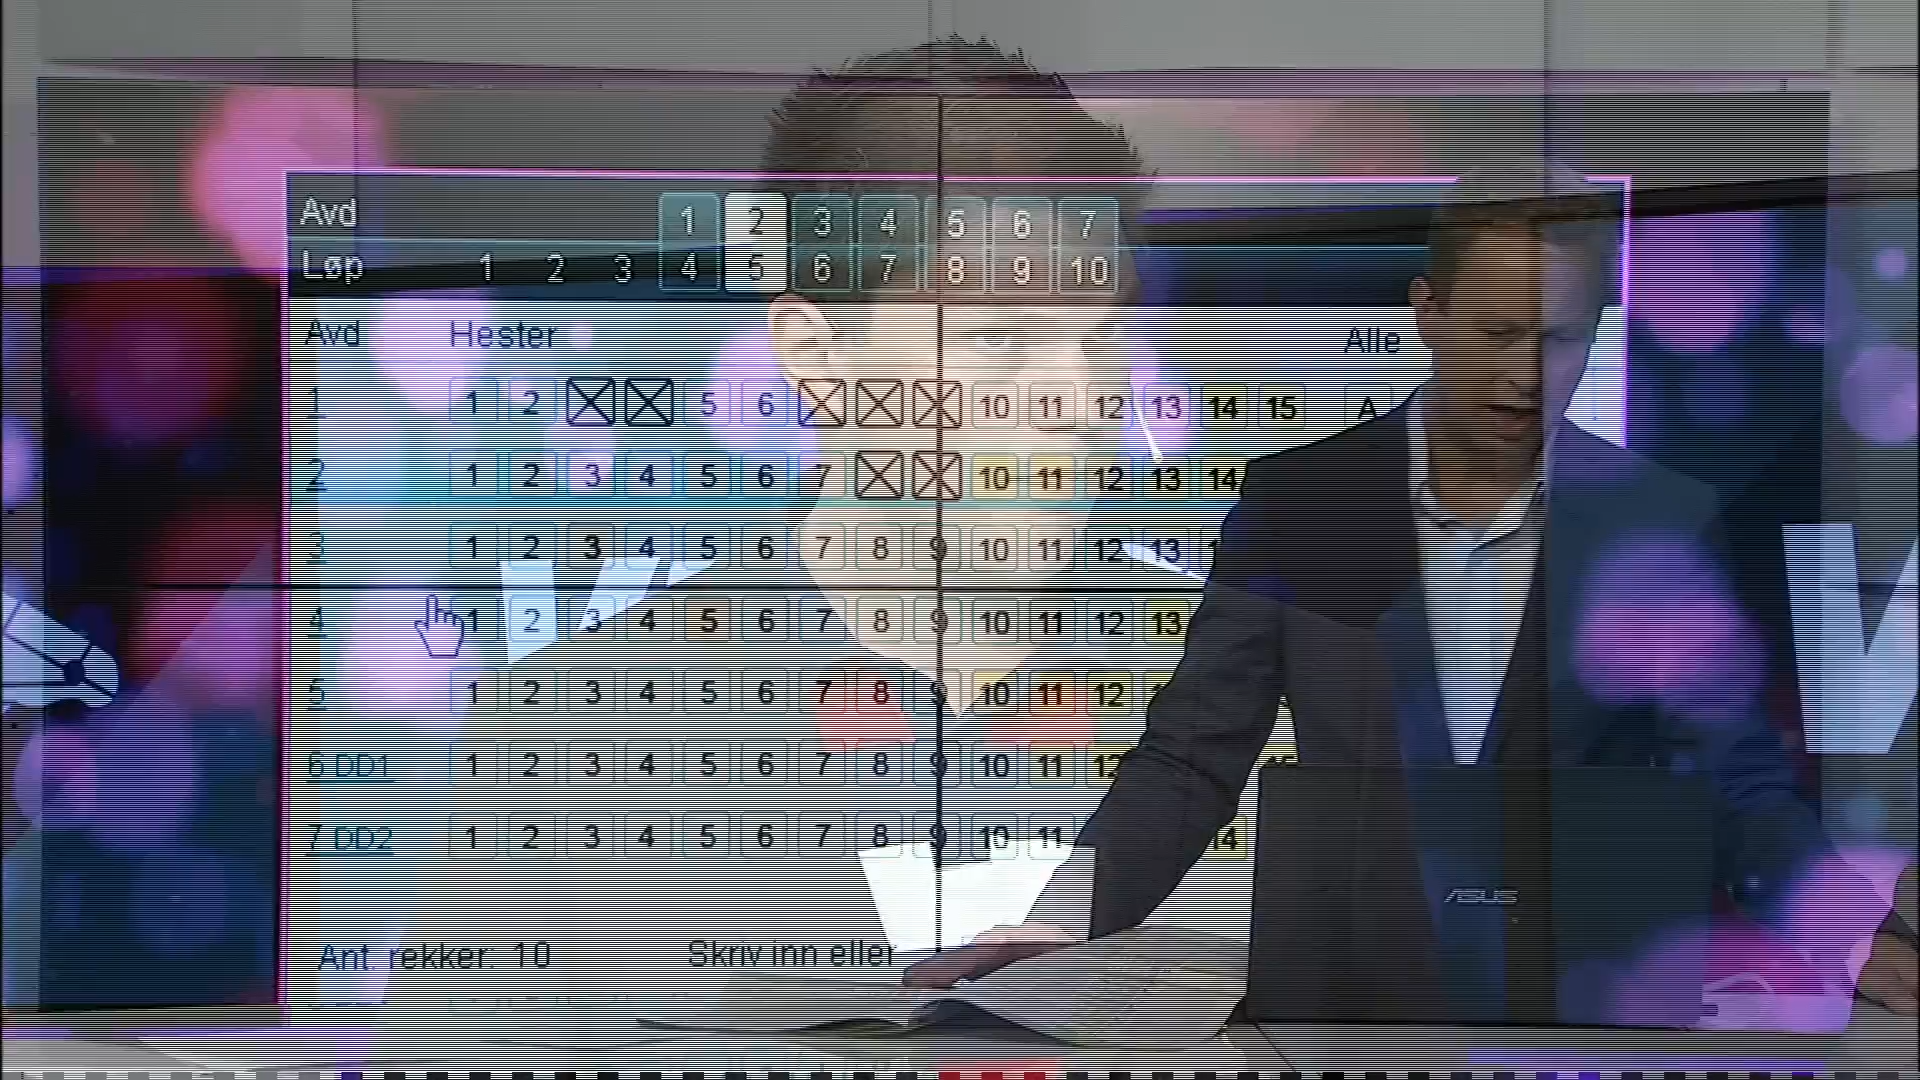 Avd 1 2 3 4 5 6 7
Løp 1 2 3 4 5 6 7 8 9 10
Avd Hester Alle
1 1 2 5 6 10 11 12 13 14 15 A
2 1 2 3 4 5 6 7 10 11 12 13 14
3 1 2 3 4 5 6 7 8 9 10 11 12 13
4 1 2 3 4 5 6 7 8 9 10 11 12 13
5 1 2 3 4 5 6 7 8 9 10 11 12
6 DD1 1 2 3 4 5 6 7 8 9 10 11 12
7 DD2 1 2 3 4 5 6 7 8 9 10 11 14
ASUS
Ant. rekker: 10 Skriv inn eller